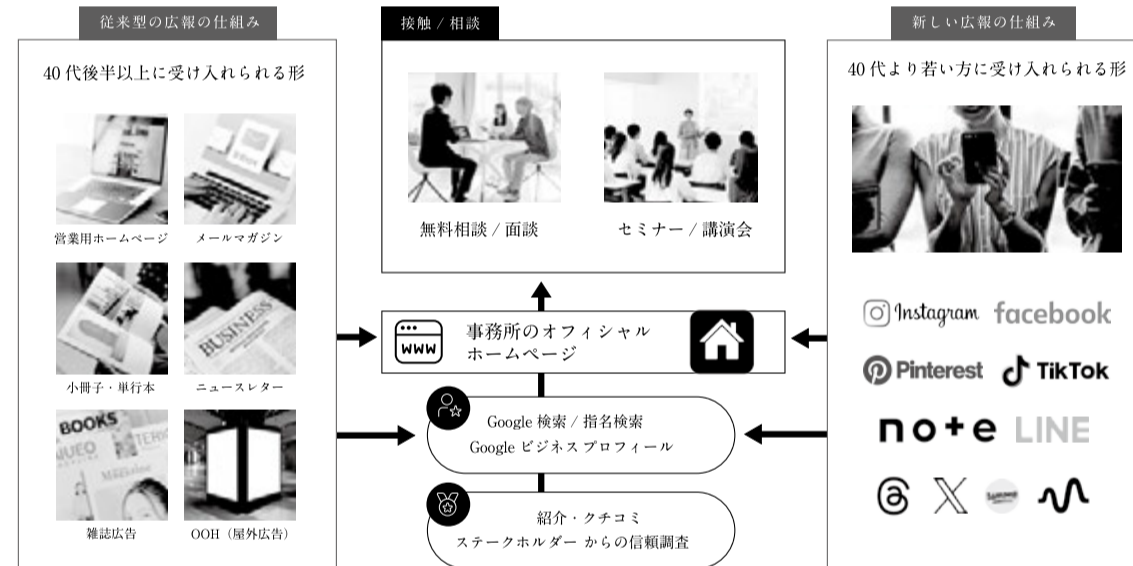 従来型の広報の仕組み
40代後半以上に受け入れられる形
営業用ホームページ
メールマガジン
BUSINESS
小冊子・単行本
ニュースレター
BOOKS
雑誌広告
OOH（屋外広告）
接触 / 相談
無料相談 / 面談
セミナー / 講演会
www
事務所のオフィシャル
ホームページ
Google 検索 / 指名検索
Google ビジネスプロフィール
紹介・クチコミ
ステークホルダー からの信頼調査
新しい広報の仕組み
40代より若い方に受け入れられる形
Instagram
facebook
Pinterest
TikTok
note
LINE
X